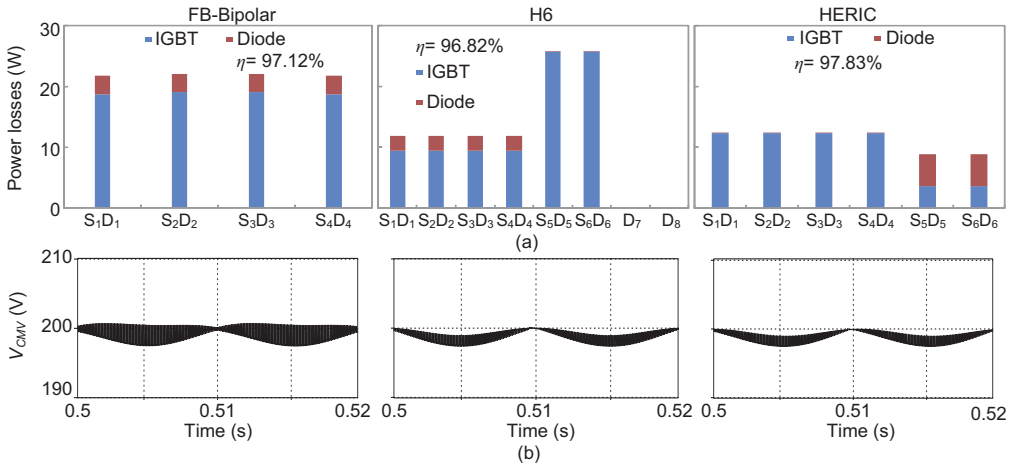 (a) FB-Bipolar H6 HERIC
Power losses (W)
30
20
10
0
IGBT Diode
η= 97.12%
S₁D₁ S₂D₂ S₃D₃ S₄D₄
η= 96.82%
IGBT
Diode
S₁D₁ S₂D₂ S₃D₃ S₄D₄ S₅D₅ S₆D₆ D₇ D₈
IGBT Diode
η= 97.83%
S₁D₁ S₂D₂ S₃D₃ S₄D₄ S₅D₅ S₆D₆
(a)
V_CMV (V)
210
200
190
0.5 0.51 0.52
Time (s)
0.5 0.51 0.52
Time (s)
0.5 0.51 0.52
Time (s)
(b)